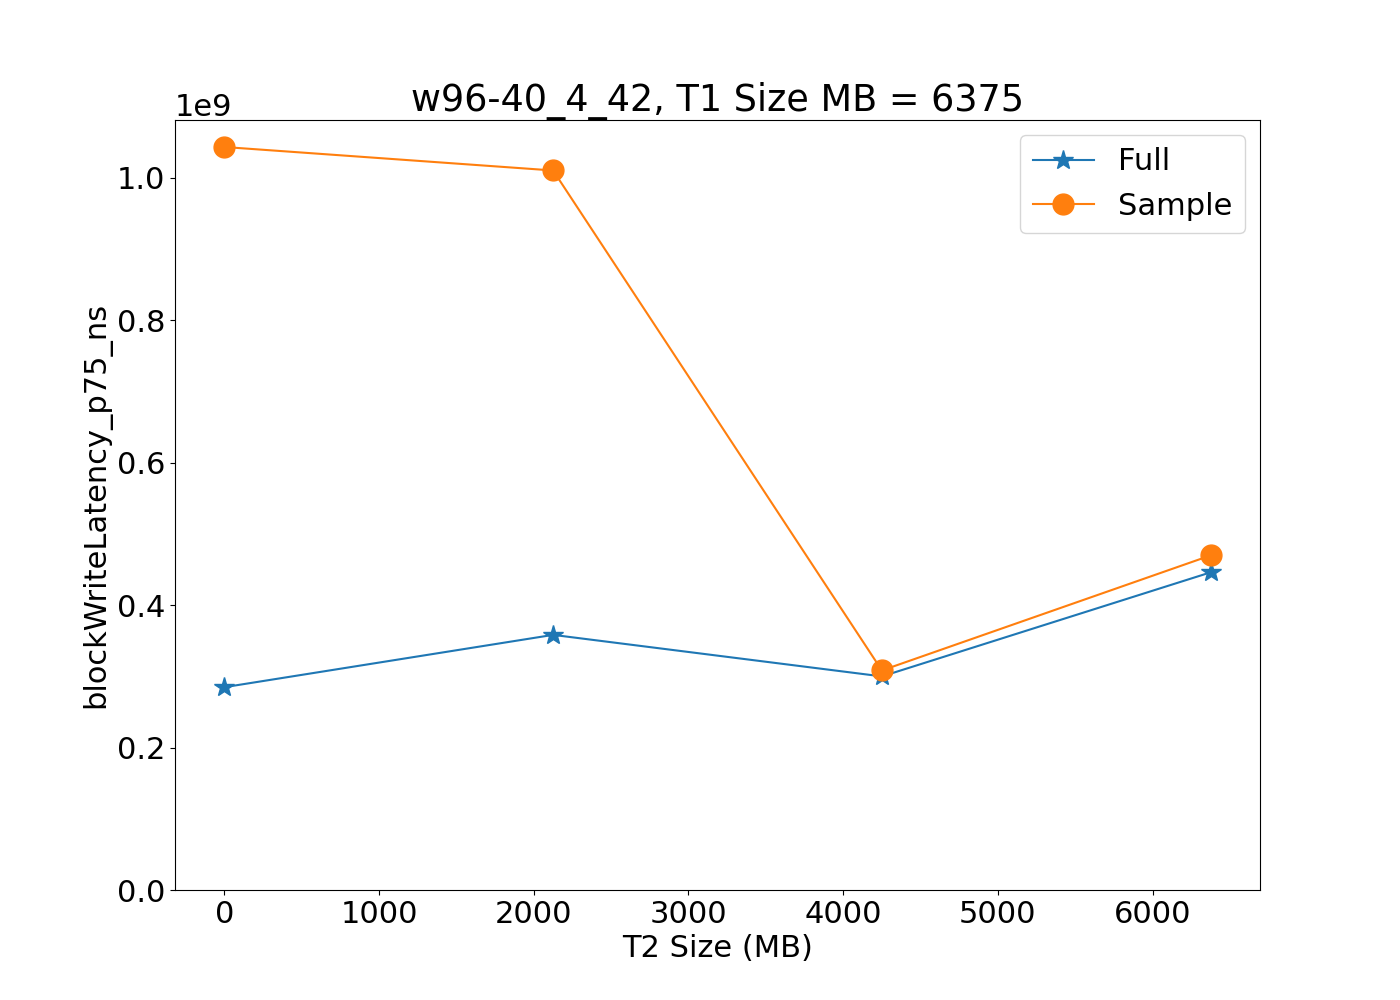 w96-40_4_42, T1 Size MB = 6375
1e9
Full
Sample
1.0
0.8
0.6
0.4
0.2
0.0
blockWriteLatency_p75_ns
0 1000 2000 3000 4000 5000 6000
T2 Size (MB)